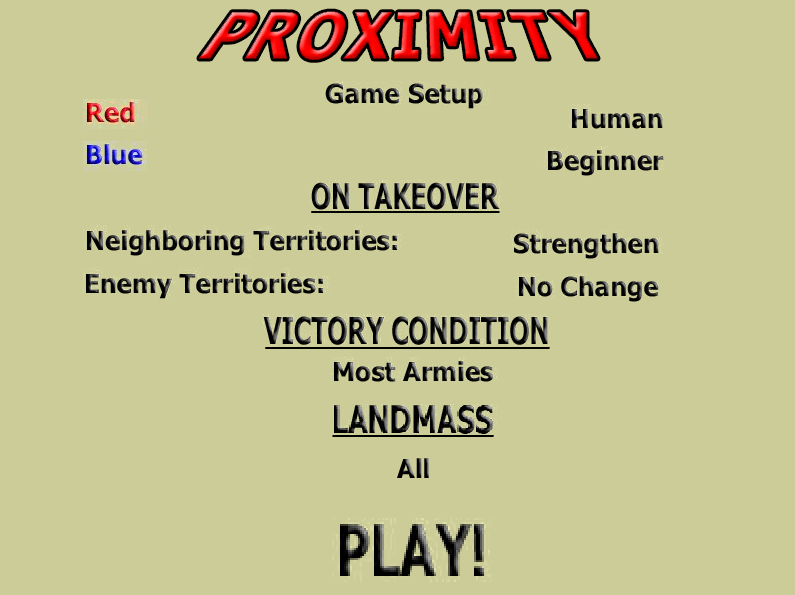 PROXIMITY
Game Setup
Red Human
Blue Beginner
ON TAKEOVER
Neighboring Territories: Strengthen
Enemy Territories: No Change
VICTORY CONDITION
Most Armies
LANDMASS
All
PLAY!